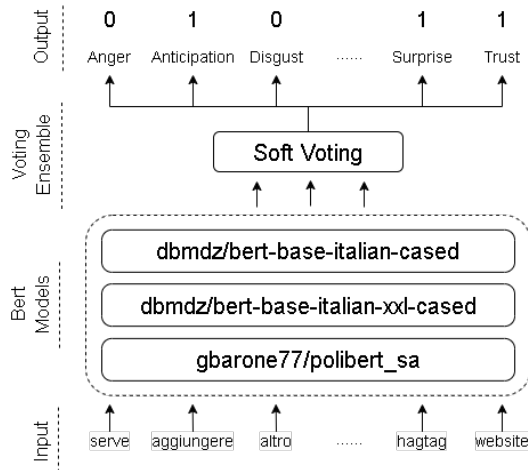 Output
0 1 0 1 1
Anger Anticipation Disgust ...... Surprise Trust
Voting Ensemble
Soft Voting
Bert Models
dbmdz/bert-base-italian-cased
dbmdz/bert-base-italian-xxl-cased
gbarone77/polibert_sa
Input
serve aggiungere altro ...... hagtag website